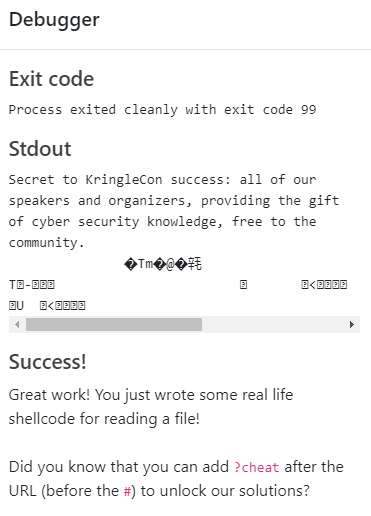 Debugger
Exit code
Process exited cleanly with exit code 99
Stdout
Secret to KringleCon success: all of our
speakers and organizers, providing the gift
of cyber security knowledge, free to the
community.
�Tm�@�
T -
<
U <
Success!
Great work! You just wrote some real life
shellcode for reading a file!
Did you know that you can add ?cheat after the
URL (before the #) to unlock our solutions?